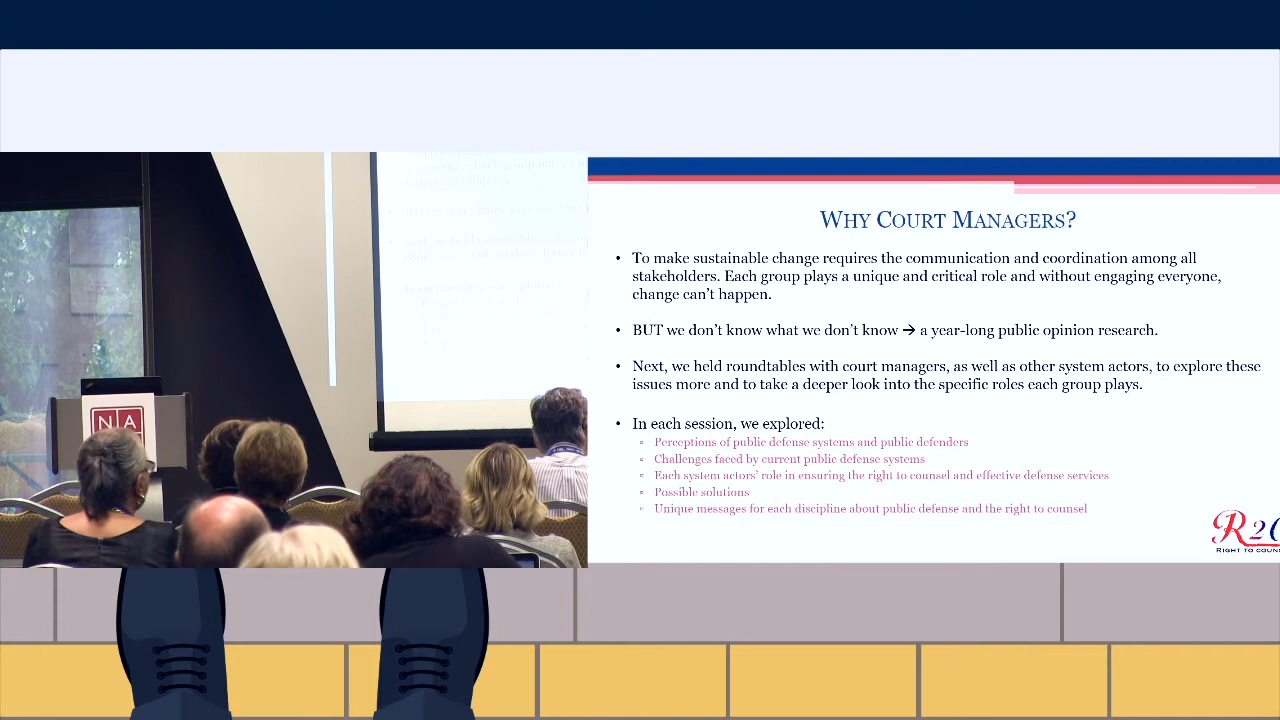 NA
WHY COURT MANAGERS?
• To make sustainable change requires the communication and coordination among all
stakeholders. Each group plays a unique and critical role and without engaging everyone,
change can't happen.
• BUT we don't know what we don't know → a year-long public opinion research.
• Next, we held roundtables with court managers, as well as other system actors, to explore these
issues more and to take a deeper look into the specific roles each group plays.
• In each session, we explored:
▫ Perceptions of public defense systems and public defenders
▫ Challenges faced by current public defense systems
▫ Each system actors' role in ensuring the right to counsel and effective defense services
▫ Possible solutions
▫ Unique messages for each discipline about public defense and the right to counsel
R2C
RIGHT TO COUN